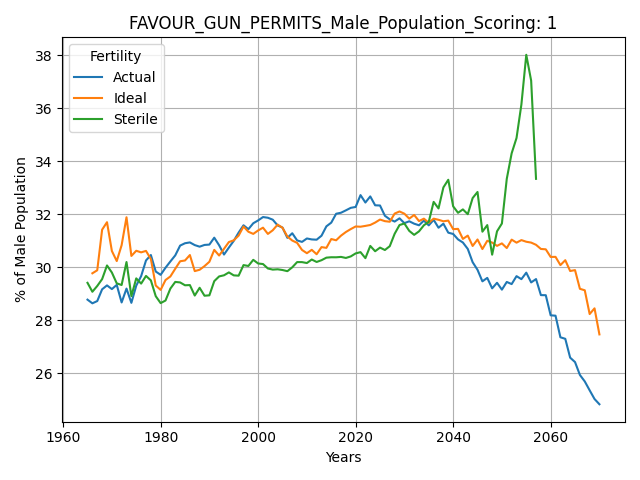 FAVOUR_GUN_PERMITS_Male_Population_Scoring: 1
Fertility
Actual
Ideal
Sterile
38
36
34
32
30
28
26
% of Male Population
1960
1980
2000
2020
2040
2060
Years